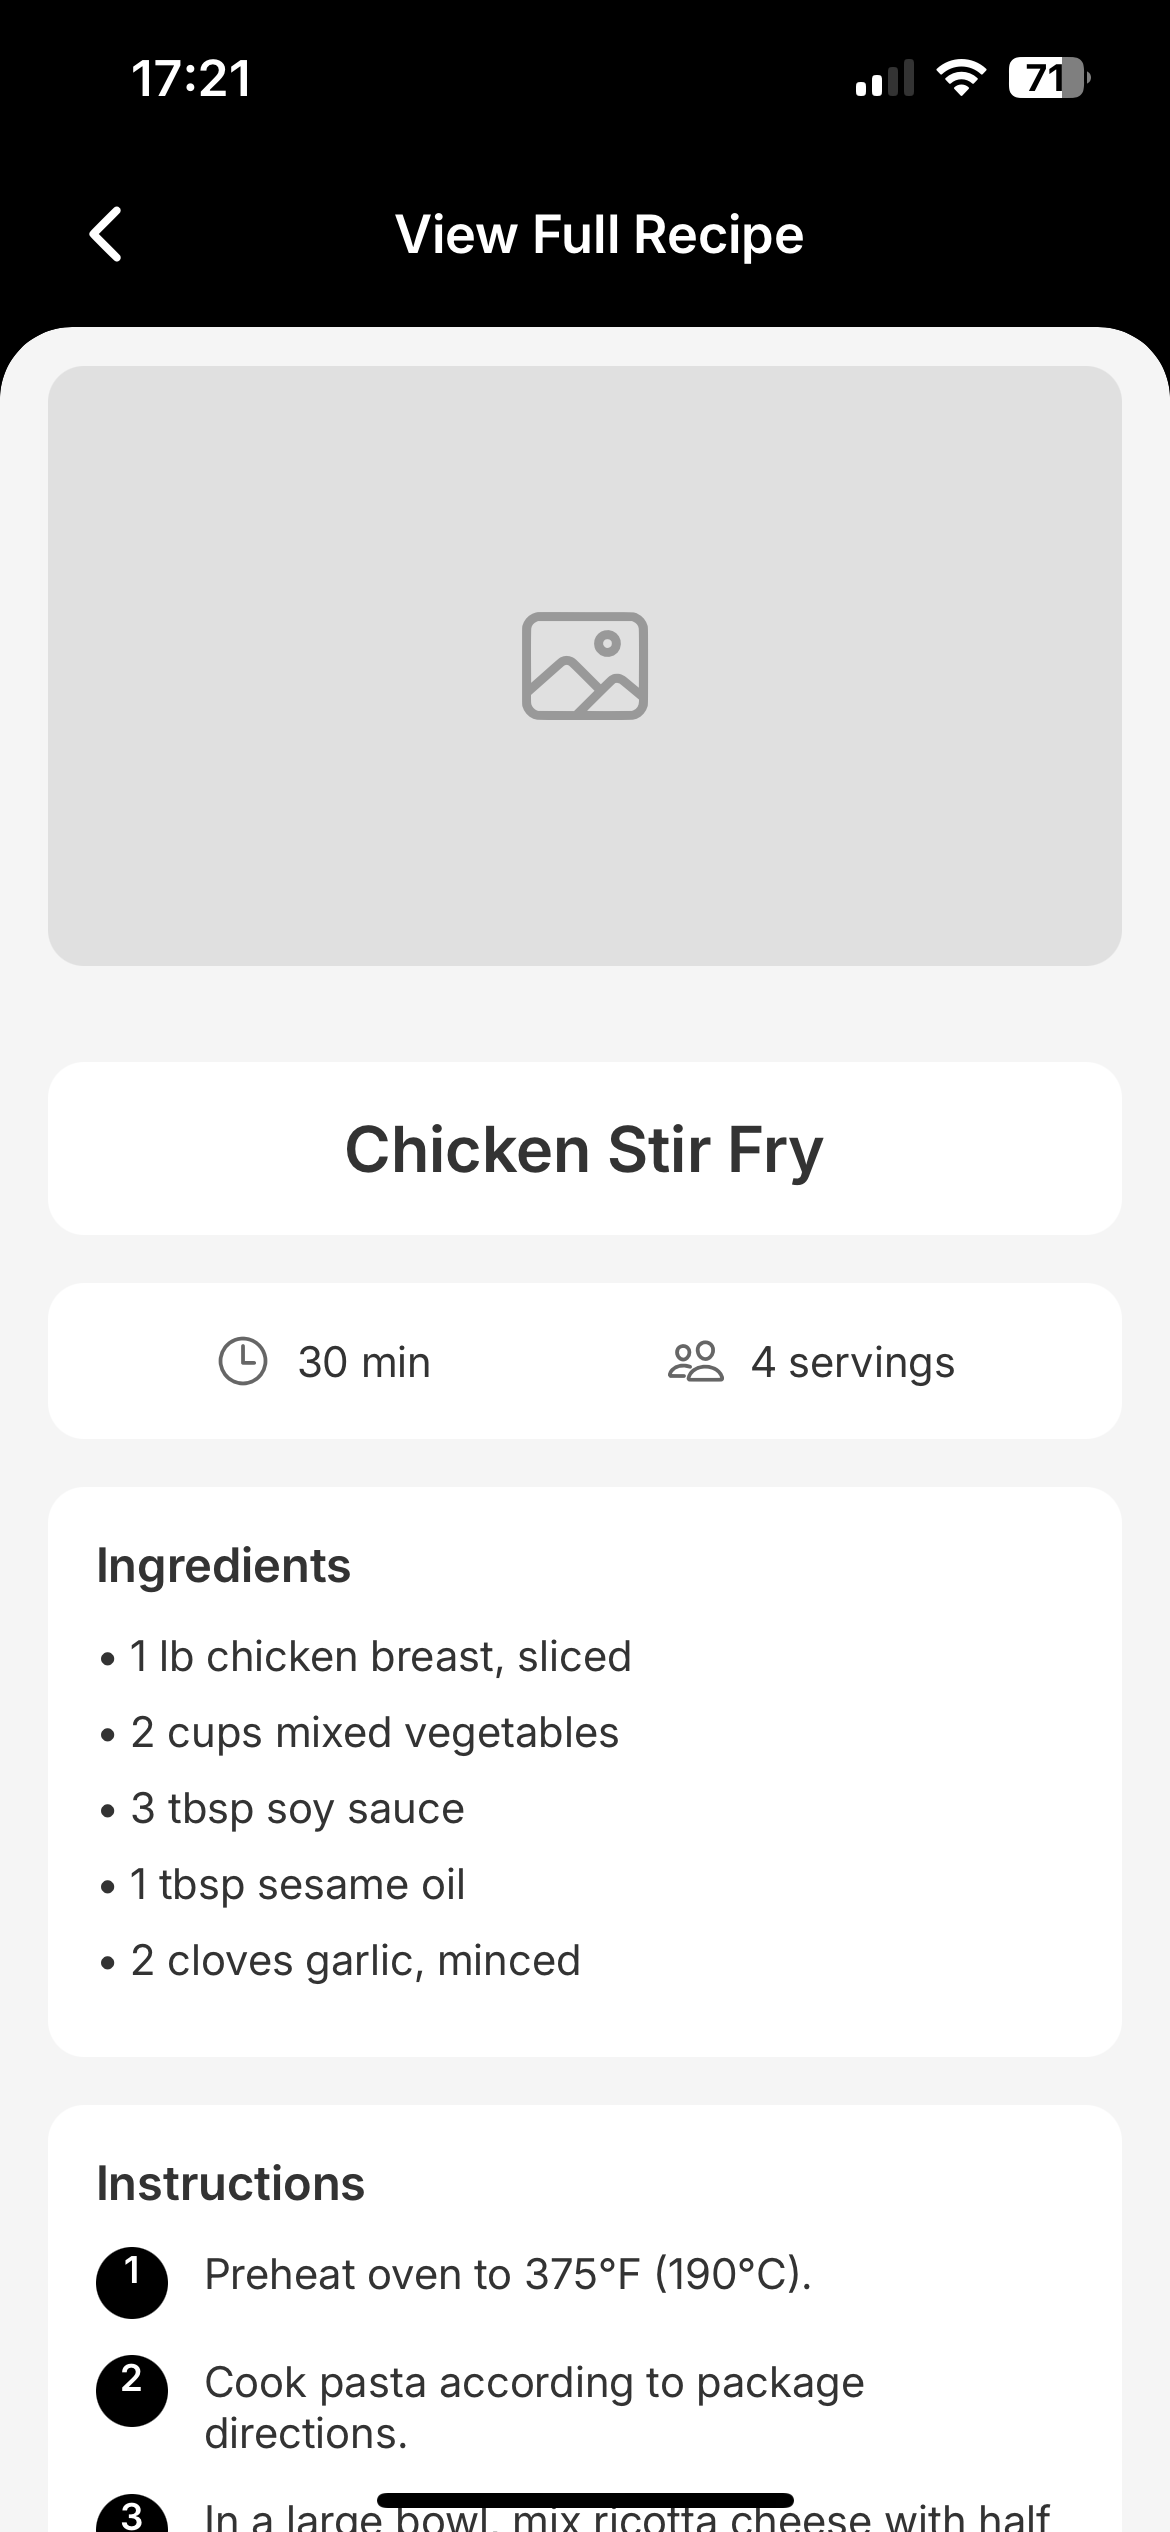 17:21
71
View Full Recipe
Chicken Stir Fry
30 min
4 servings
Ingredients
• 1 lb chicken breast, sliced
• 2 cups mixed vegetables
• 3 tbsp soy sauce
• 1 tbsp sesame oil
• 2 cloves garlic, minced
Instructions
1 Preheat oven to 375°F (190°C).
2 Cook pasta according to package
directions.
3 In a large bowl, mix ricotta cheese with half